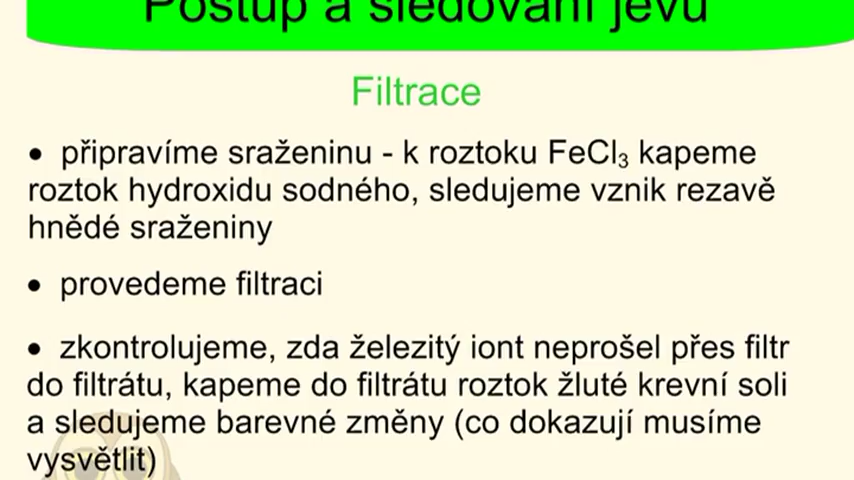 Postup a sledování jevu
Filtrace
• připravíme sraženinu - k roztoku FeCl₃ kapeme
roztok hydroxidu sodného, sledujeme vznik rezavě
hnědé sraženiny
• provedeme filtraci
• zkontrolujeme, zda železitý iont neprošel přes filtr
do filtrátu, kapeme do filtrátu roztok žluté krevní soli
a sledujeme barevné změny (co dokazují musíme
vysvětlit)